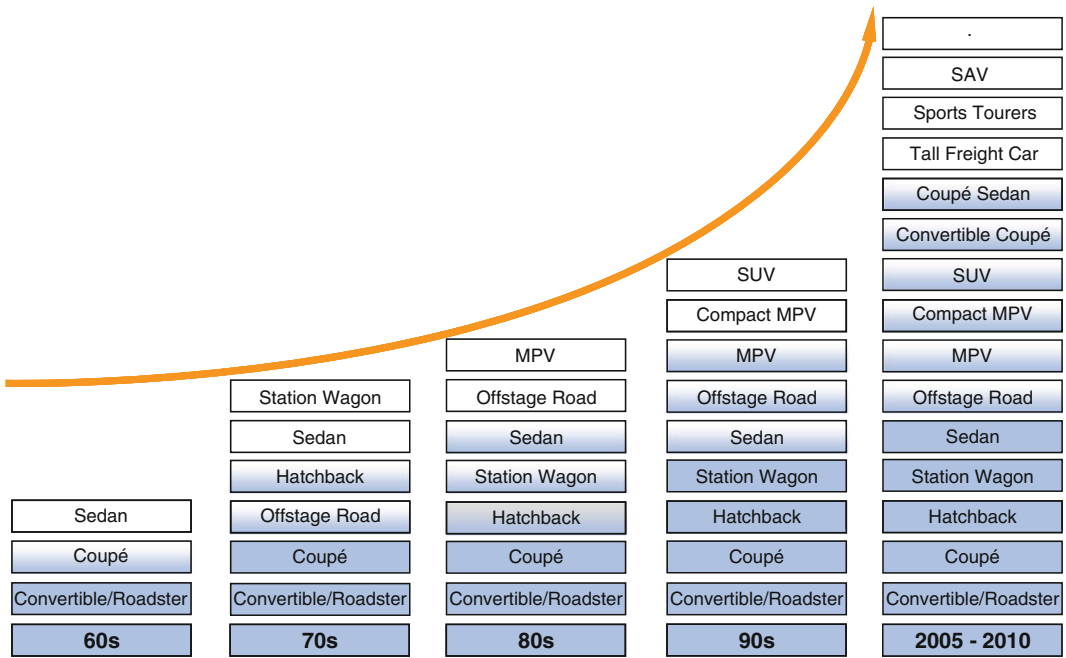 60s
Convertible/Roadster
Coupé
Sedan
70s
Convertible/Roadster
Coupé
Offstage Road
Hatchback
Sedan
Station Wagon
80s
Convertible/Roadster
Coupé
Hatchback
Station Wagon
Sedan
Offstage Road
MPV
90s
Convertible/Roadster
Coupé
Hatchback
Station Wagon
Sedan
Offstage Road
MPV
Compact MPV
SUV
2005 - 2010
Convertible/Roadster
Coupé
Hatchback
Station Wagon
Sedan
Offstage Road
MPV
Compact MPV
SUV
Convertible Coupé
Coupé Sedan
Tall Freight Car
Sports Tourers
SAV
.